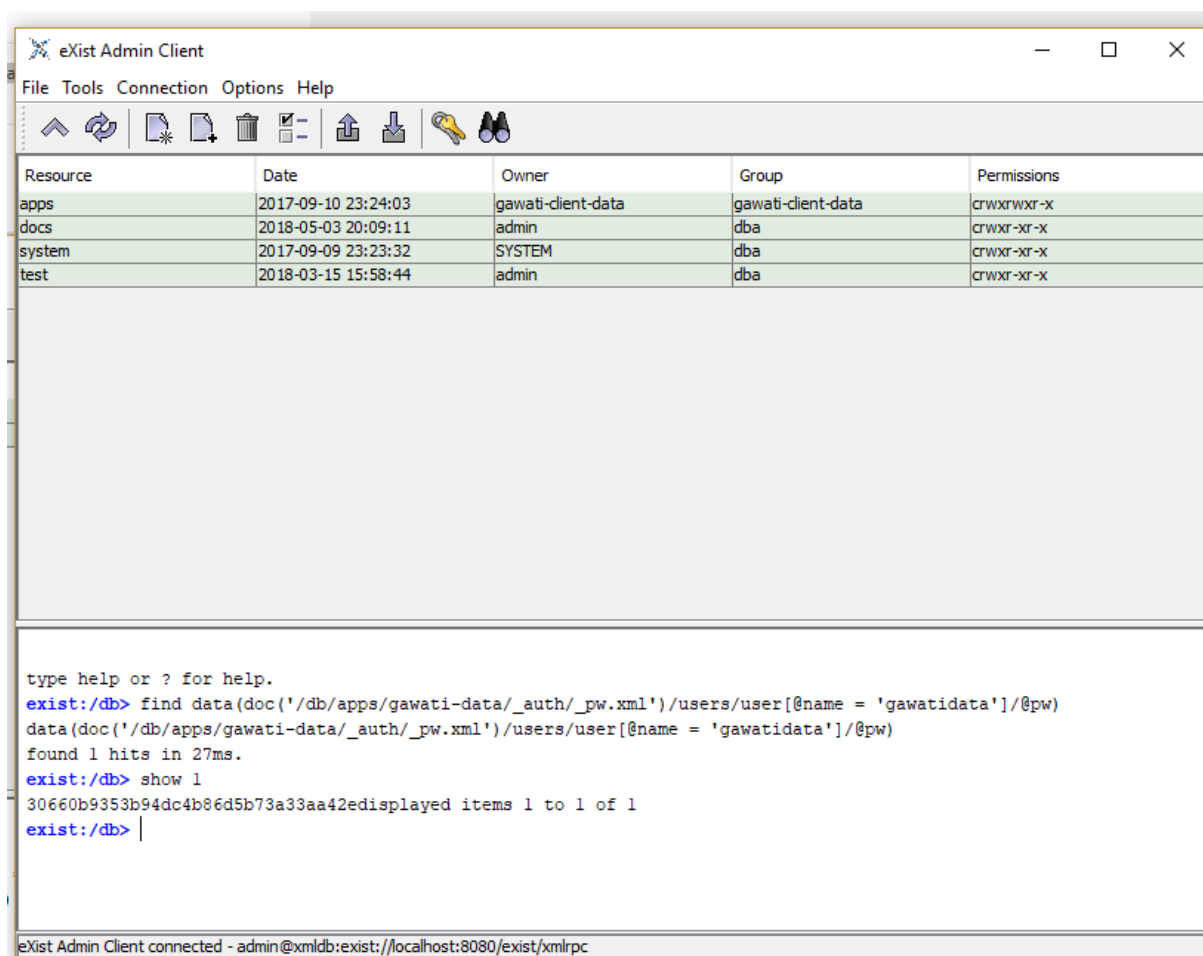 eXist Admin Client
File Tools Connection Options Help
Resource Date Owner Group Permissions
apps 2017-09-10 23:24:03 gawati-client-data gawati-client-data crwxrwxr-x
docs 2018-05-03 20:09:11 admin dba crwxr-xr-x
system 2017-09-09 23:23:32 SYSTEM dba crwxr-xr-x
test 2018-03-15 15:58:44 admin dba crwxr-xr-x
type help or ? for help.
exist:/db> find data(doc('/db/apps/gawati-data/_auth/_pw.xml')/users/user[@name = 'gawatidata']/@pw)
data(doc('/db/apps/gawati-data/_auth/_pw.xml')/users/user[@name = 'gawatidata']/@pw)
found 1 hits in 27ms.
exist:/db> show 1
30660b9353b94dc4b86d5b73a33aa42edisplayed items 1 to 1 of 1
exist:/db>
eXist Admin Client connected - admin@xmldb:exist://localhost:8080/exist/xmlrpc